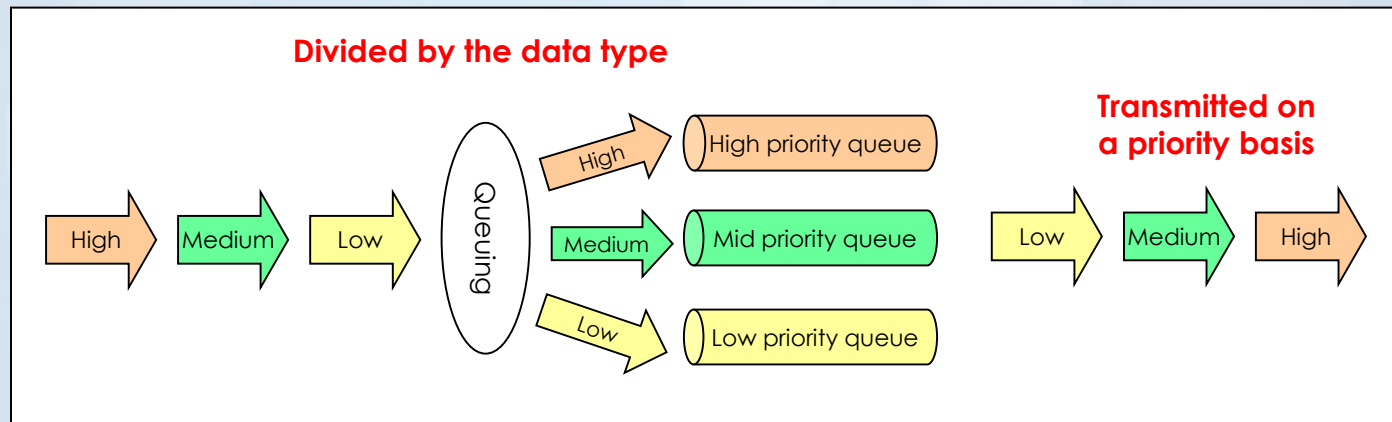 Divided by the data type
Transmitted on
a priority basis
High
Medium
Low
Queuing
High
Medium
Low
High priority queue
Mid priority queue
Low priority queue
Low
Medium
High